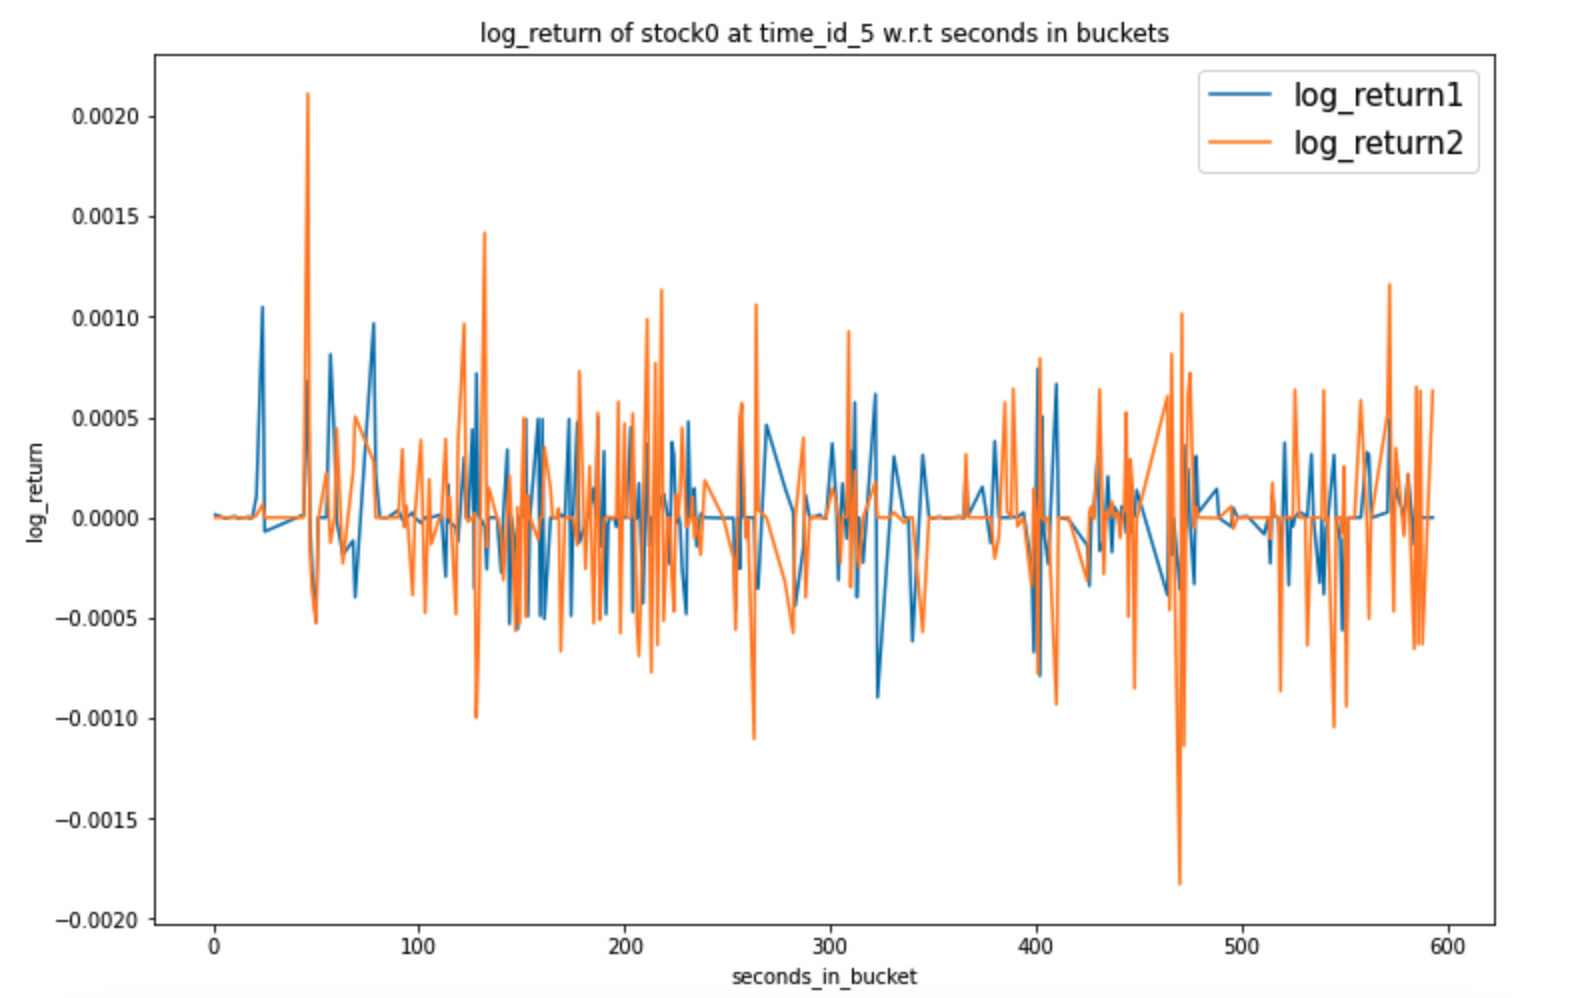 log_return of stock0 at time_id_5 w.r.t seconds in buckets
log_return1
log_return2
0.0020
0.0015
0.0010
0.0005
0.0000
−0.0005
−0.0010
−0.0015
−0.0020
log_return
0 100 200 300 400 500 600
seconds_in_bucket